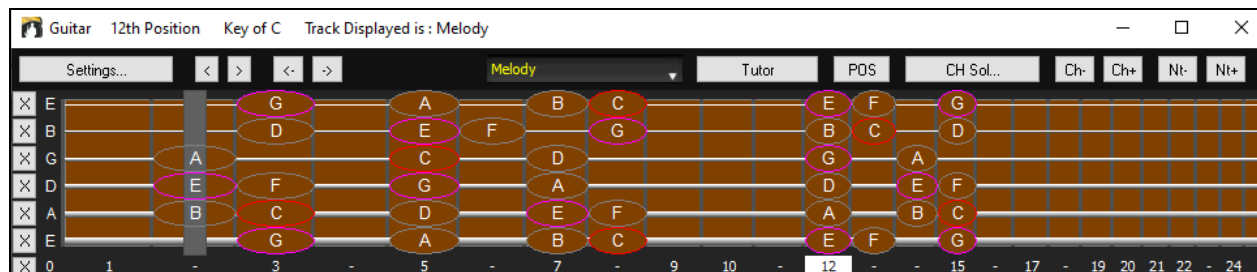 Guitar 12th Position Key of C Track Displayed is : Melody
Settings... < > <- -> Melody Tutor POS CH Sol... Ch- Ch+ Nt- Nt+
X E G A B C E F G
X B D E F G B C D
X G A C D G A
X D E F G A D E F
X A B C D E F A B C
X E G A B C E F G
X 0 1 - 3 - 5 - 7 - 9 10 - 12 - - 15 - 17 - 19 20 21 22 - 24